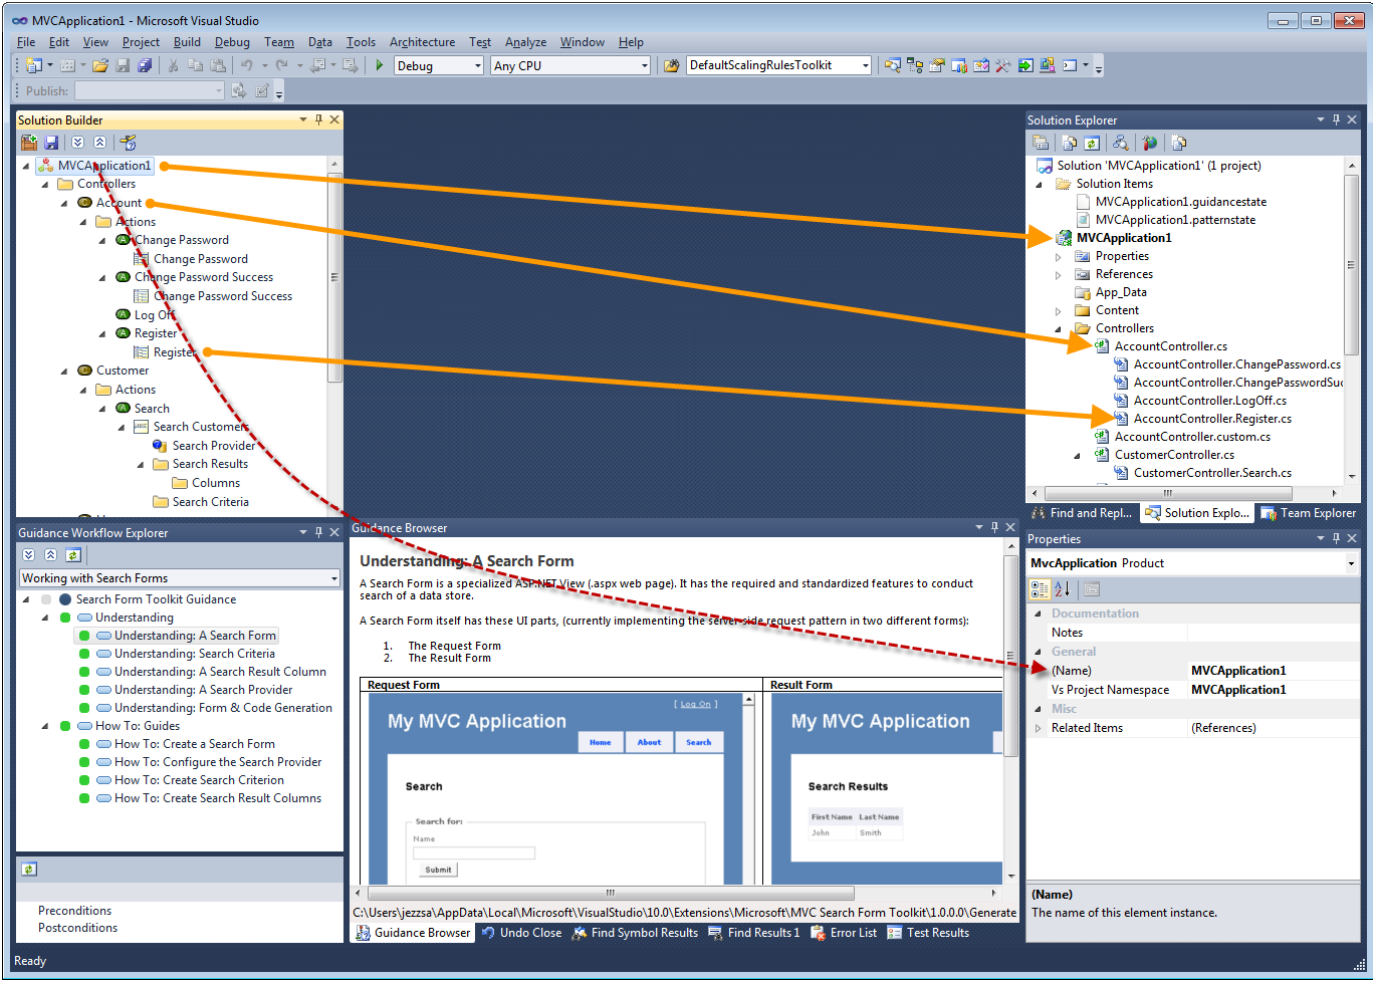 MVCApplication1 - Microsoft Visual Studio
File Edit View Project Build Debug Team Data Tools Architecture Test Analyze Window Help
Debug Any CPU DefaultScalingRulesToolkit
Publish:
Solution Builder
MVCApplication1
Controllers
Account
Actions
Change Password
Change Password
Change Password Success
Change Password Success
Log Off
Register
Register
Customer
Actions
Search
Search Customers
Search Provider
Search Results
Columns
Search Criteria
Guidance Workflow Explorer
Working with Search Forms
Search Form Toolkit Guidance
Understanding
Understanding: A Search Form
Understanding: Search Criteria
Understanding: A Search Result Column
Understanding: A Search Provider
Understanding: Form & Code Generation
How To: Guides
How To: Create a Search Form
How To: Configure the Search Provider
How To: Create Search Criterion
How To: Create Search Result Columns
Preconditions
Postconditions
Guidance Browser
Understanding: A Search Form
A Search Form is a specialized ASP.NET View (.aspx web page). It has the required and standardized features to conduct
search of a data store.
A Search Form itself has these UI parts, (currently implementing the server-side request pattern in two different forms):
1. The Request Form
2. The Result Form
Request Form Result Form
[ Log On ]
My MVC Application
Home About Search
Search
Search for:
Name
Submit
My MVC Application
Search Results
First Name Last Name
John Smith
C:\Users\jezzsa\AppData\Local\Microsoft\VisualStudio\10.0\Extensions\Microsoft\MVC Search Form Toolkit\1.0.0.0\Generate
Guidance Browser Undo Close Find Symbol Results Find Results 1 Error List Test Results
Solution Explorer
Solution 'MVCApplication1' (1 project)
Solution Items
MVCApplication1.guidancestate
MVCApplication1.patternstate
MVCApplication1
Properties
References
App_Data
Content
Controllers
AccountController.cs
AccountController.ChangePassword.cs
AccountController.ChangePasswordSuc
AccountController.LogOff.cs
AccountController.Register.cs
AccountController.custom.cs
CustomerController.cs
CustomerController.Search.cs
Find and Repl... Solution Explo... Team Explorer
Properties
MvcApplication Product
Documentation
Notes
General
(Name) MVCApplication1
Vs Project Namespace MVCApplication1
Misc
Related Items (References)
(Name)
The name of this element instance.
Ready